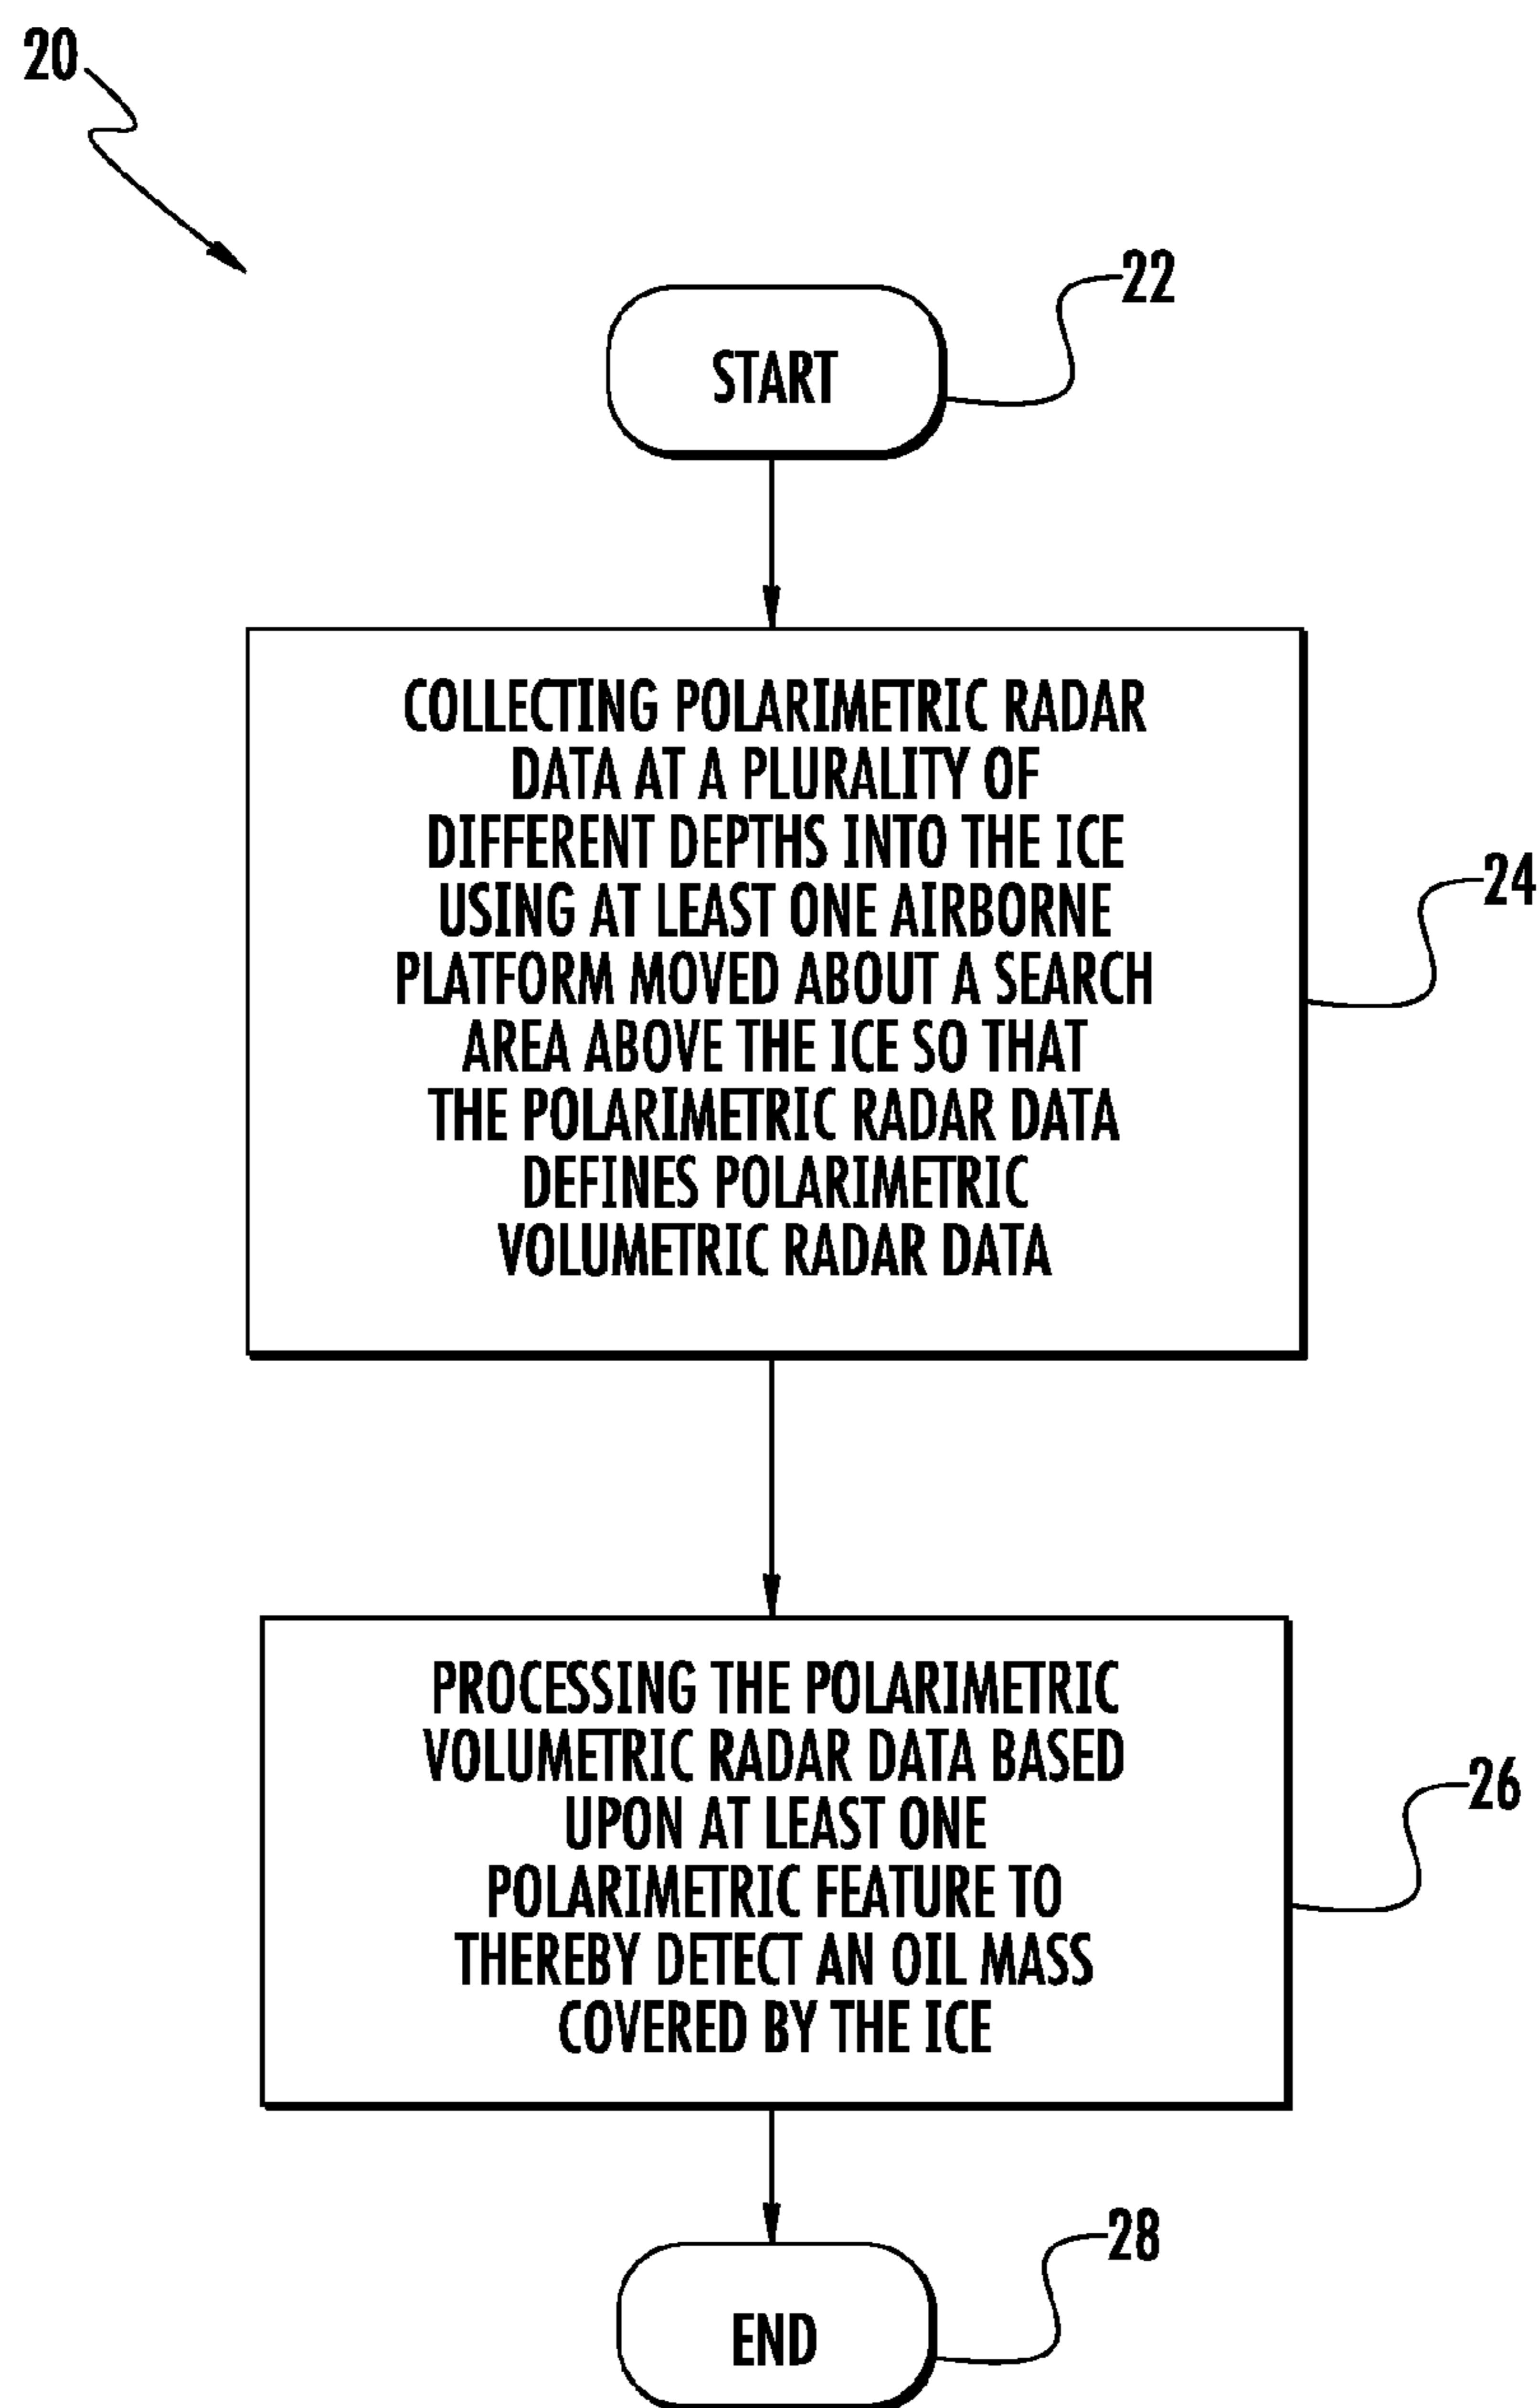 20
22
START
COLLECTING POLARIMETRIC RADAR
DATA AT A PLURALITY OF
DIFFERENT DEPTHS INTO THE ICE
USING AT LEAST ONE AIRBORNE
PLATFORM MOVED ABOUT A SEARCH
AREA ABOVE THE ICE SO THAT
THE POLARIMETRIC RADAR DATA
DEFINES POLARIMETRIC
VOLUMETRIC RADAR DATA
24
PROCESSING THE POLARIMETRIC
VOLUMETRIC RADAR DATA BASED
UPON AT LEAST ONE
POLARIMETRIC FEATURE TO
THEREBY DETECT AN OIL MASS
COVERED BY THE ICE
26
28
END